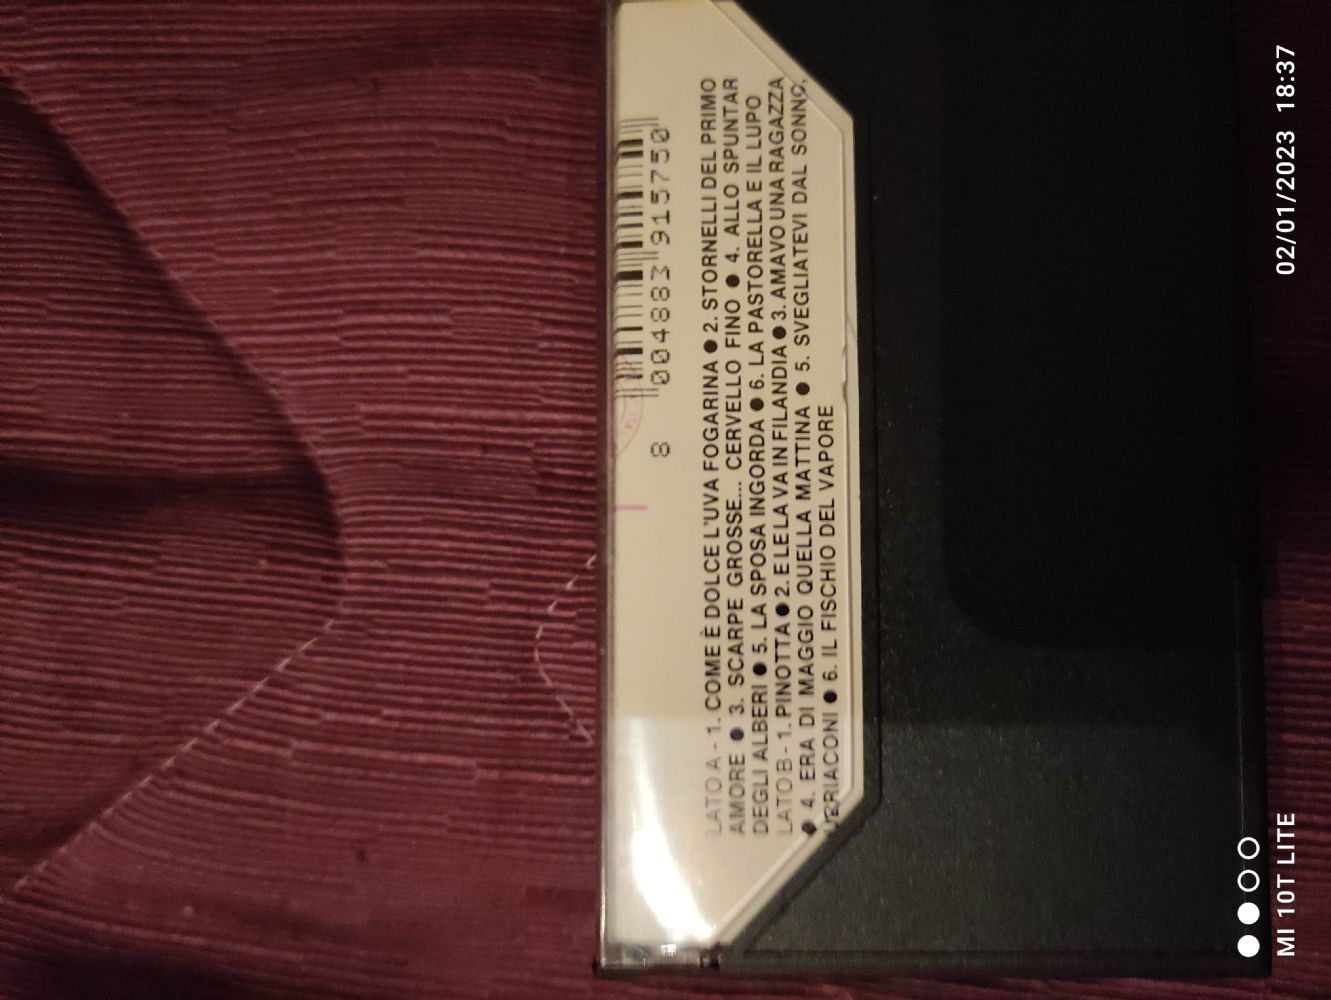 8 004883 915750
LATO A - 1. COME È DOLCE L'UVA FOGARINA ● 2. STORNELLI DEL PRIMO
AMORE ● 3. SCARPE GROSSE... CERVELLO FINO ● 4. ALLO SPUNTAR
DEGLI ALBERI ● 5. LA SPOSA INGORDA ● 6. LA PASTORELLA E IL LUPO
LATO B - 1. PINOTTA ● 2. E LE LA VA IN FILANDIA ● 3. AMAVO UNA RAGAZZA
● 4. ERA DI MAGGIO QUELLA MATTINA ● 5. SVEGLIATEVI DAL SONNO,
UBRIACONI ● 6. IL FISCHIO DEL VAPORE
MI 10T LITE
02/01/2023 18:37